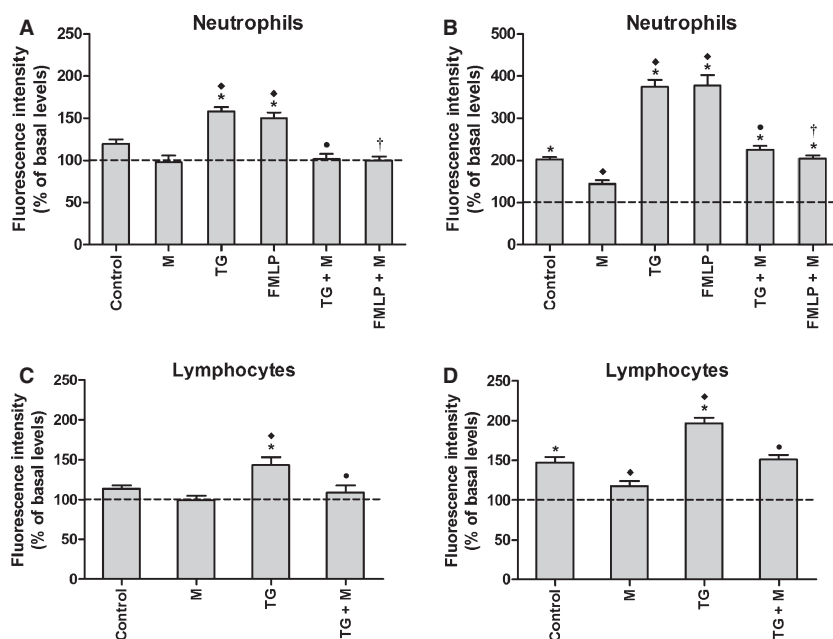 A
Neutrophils
Fluorescence intensity
(% of basal levels)
250
200
150
100
50
0
◆
*
◆
*
●
†
Control
M
TG
FMLP
TG + M
FMLP + M
B
Neutrophils
Fluorescence intensity
(% of basal levels)
500
400
300
200
100
0
*
◆
◆
*
◆
*
●
*
†
*
Control
M
TG
FMLP
TG + M
FMLP + M
C
Lymphocytes
Fluorescence intensity
(% of basal levels)
250
200
150
100
50
0
◆
*
●
Control
M
TG
TG + M
D
Lymphocytes
Fluorescence intensity
(% of basal levels)
250
200
150
100
50
0
*
◆
◆
*
●
Control
M
TG
TG + M